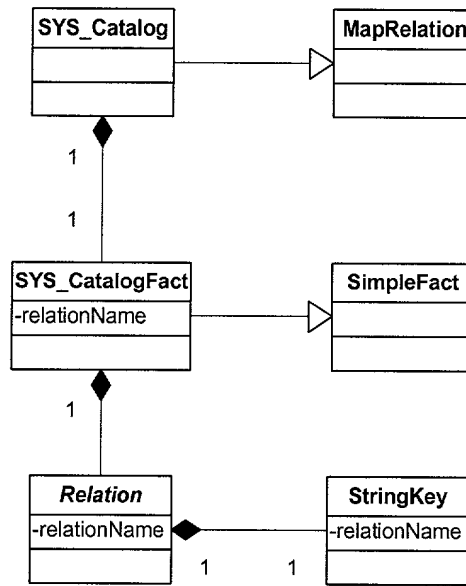 SYS_Catalog
MapRelation
1
1
SYS_CatalogFact
-relationName
SimpleFact
1
Relation
-relationName
StringKey
-relationName
1
1